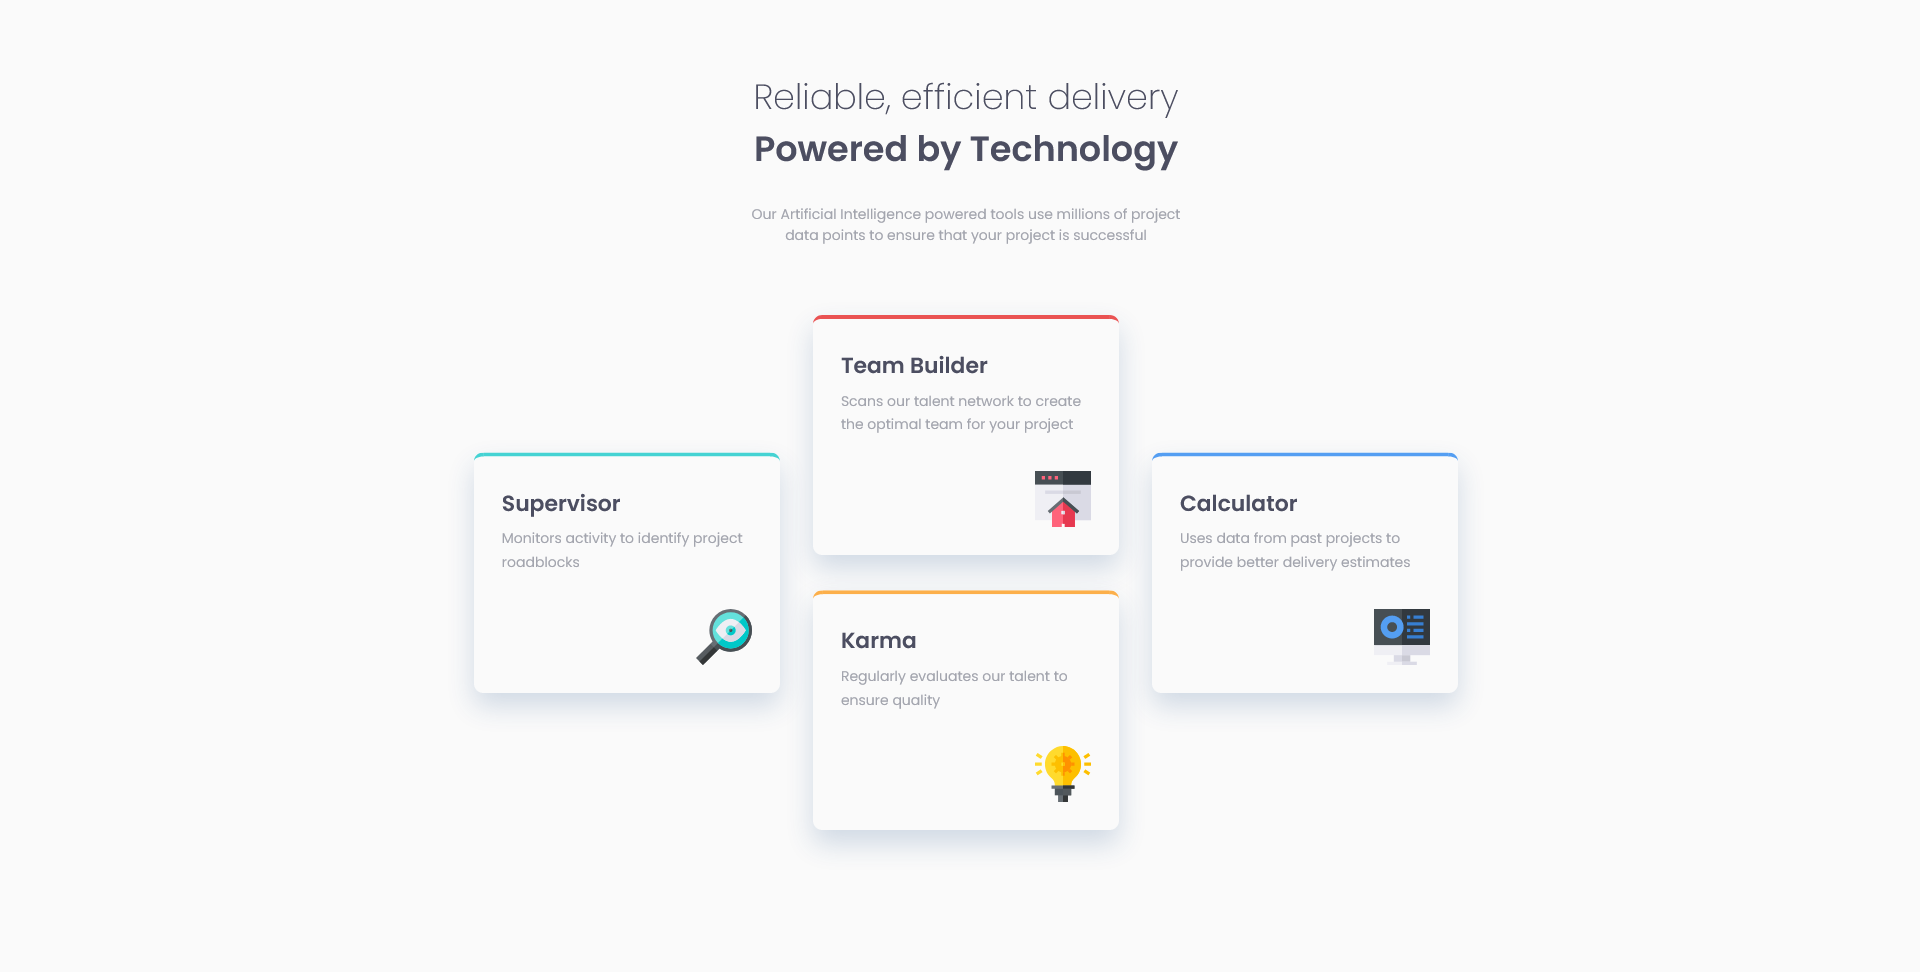 Reliable, efficient delivery
Powered by Technology
Our Artificial Intelligence powered tools use millions of project
data points to ensure that your project is successful
Supervisor
Monitors activity to identify project
roadblocks
Team Builder
Scans our talent network to create
the optimal team for your project
Karma
Regularly evaluates our talent to
ensure quality
Calculator
Uses data from past projects to
provide better delivery estimates